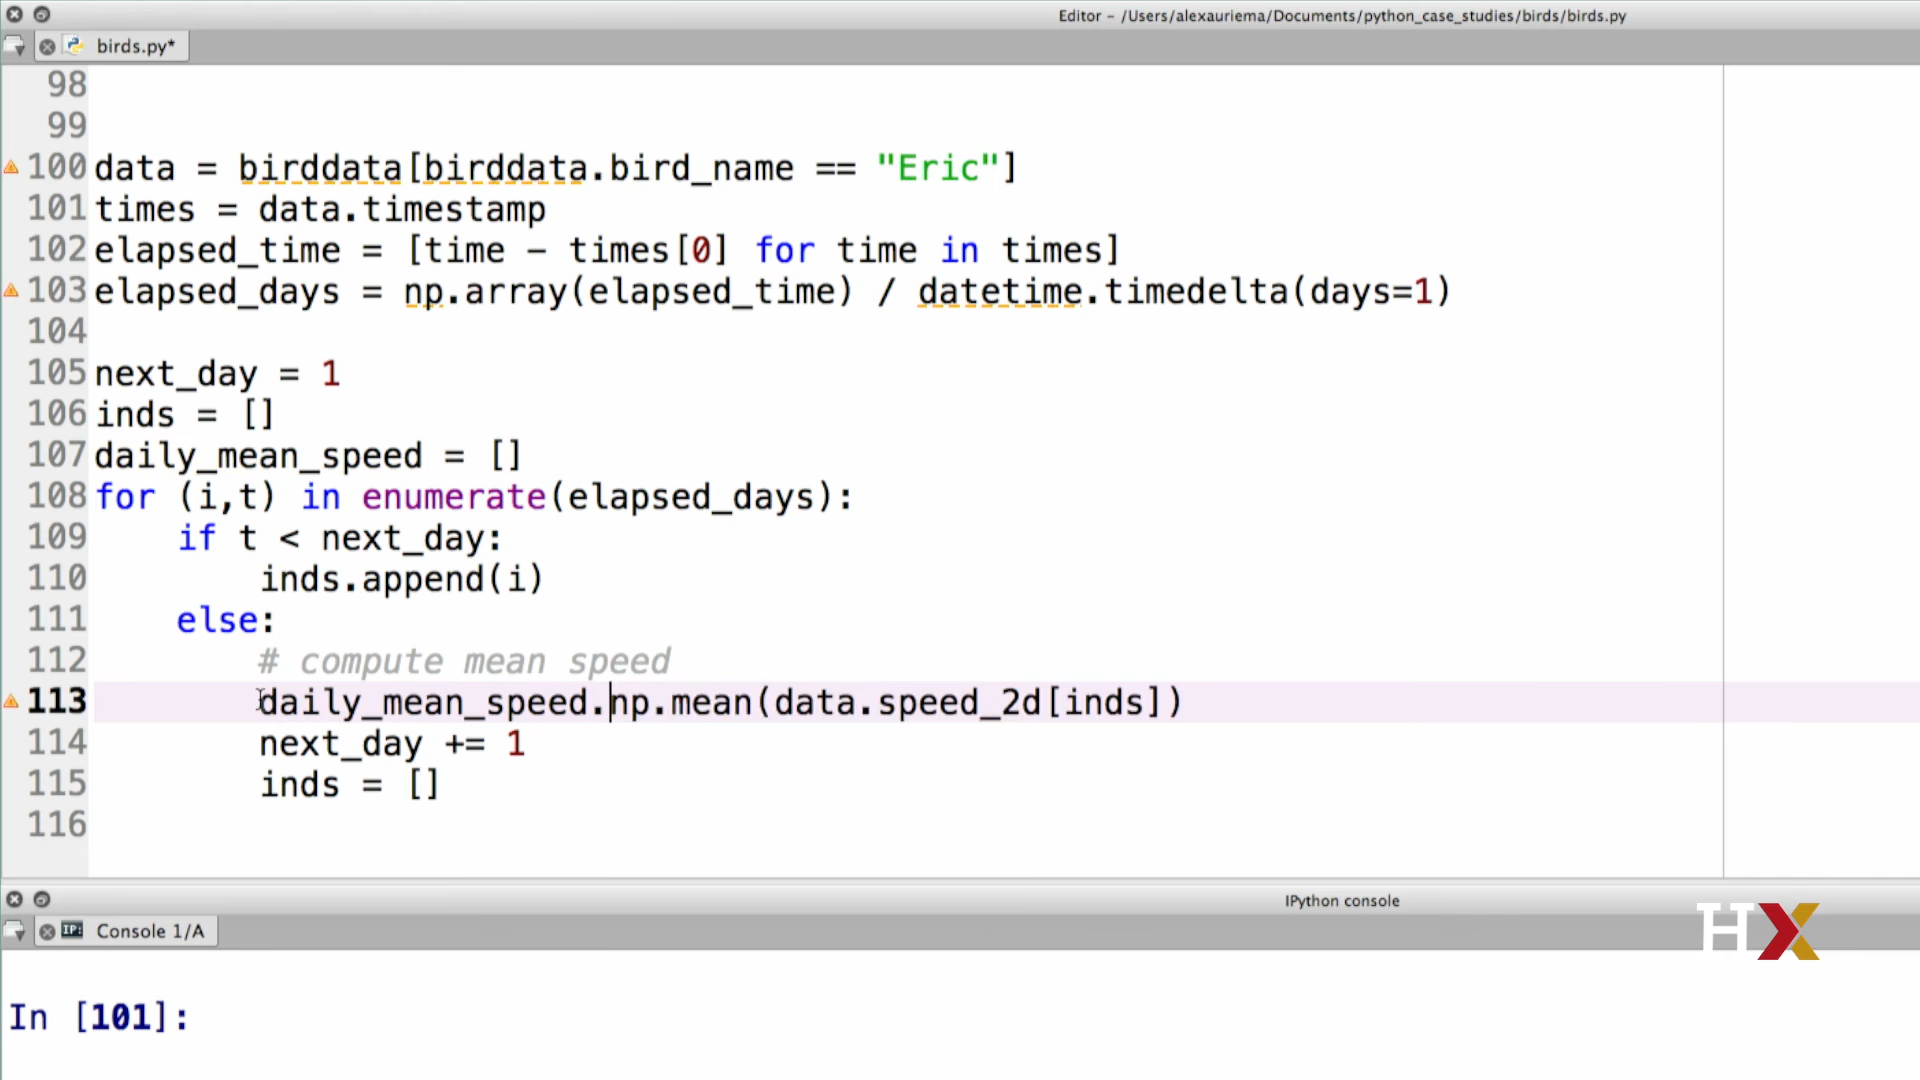 Editor – /Users/alexauriema/Documents/python_case_studies/birds/birds.py
birds.py*
98
99
100 data = birddata[birddata.bird_name == "Eric"]
101 times = data.timestamp
102 elapsed_time = [time - times[0] for time in times]
103 elapsed_days = np.array(elapsed_time) / datetime.timedelta(days=1)
104
105 next_day = 1
106 inds = []
107 daily_mean_speed = []
108 for (i,t) in enumerate(elapsed_days):
109     if t < next_day:
110         inds.append(i)
111     else:
112         # compute mean speed
113         daily_mean_speed.np.mean(data.speed_2d[inds])
114         next_day += 1
115         inds = []
116
IPython console
IP: Console 1/A
HX
In [101]: